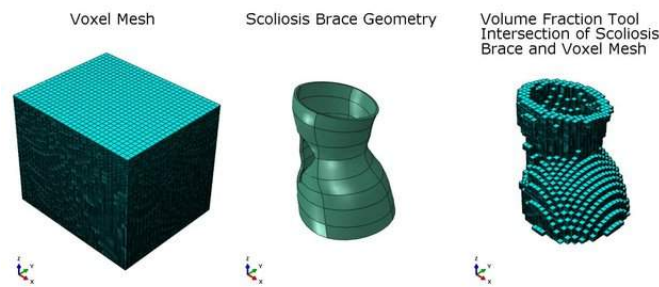 Voxel Mesh
Scoliosis Brace Geometry
Volume Fraction Tool
Intersection of Scoliosis
Brace and Voxel Mesh
Z
Y
X
Z
Y
X
Z
Y
X